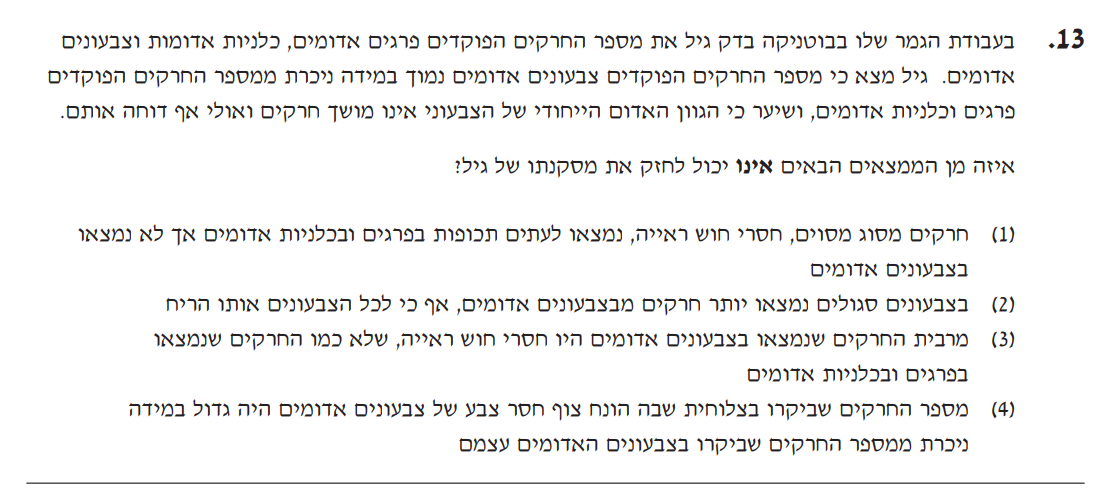 13. בעבודת הגמר שלו בבוטניקה בדק גיל את מספר החרקים הפוקדים פרגים אדומים, כלניות אדומות וצבעונים
אדומים. גיל מצא כי מספר החרקים הפוקדים צבעונים אדומים נמוך במידה ניכרת ממספר החרקים הפוקדים
פרגים וכלניות אדומים, ושיער כי הגוון האדום הייחודי של הצבעוני אינו מושך חרקים ואולי אף דוחה אותם.
איזה מן הממצאים הבאים אינו יכול לחזק את מסקנתו של גיל?
(1) חרקים מסוג מסוים, חסרי חוש ראייה, נמצאו לעתים תכופות בפרגים ובכלניות אדומים אך לא נמצאו
בצבעונים אדומים
(2) בצבעונים סגולים נמצאו יותר חרקים מבצבעונים אדומים, אף כי לכל הצבעונים אותו הריח
(3) מרבית החרקים שנמצאו בצבעונים אדומים היו חסרי חוש ראייה, שלא כמו החרקים שנמצאו
בפרגים ובכלניות אדומים
(4) מספר החרקים שביקרו בצלוחית שבה הונח צוף חסר צבע של צבעונים אדומים היה גדול במידה
ניכרת ממספר החרקים שביקרו בצבעונים האדומים עצמם